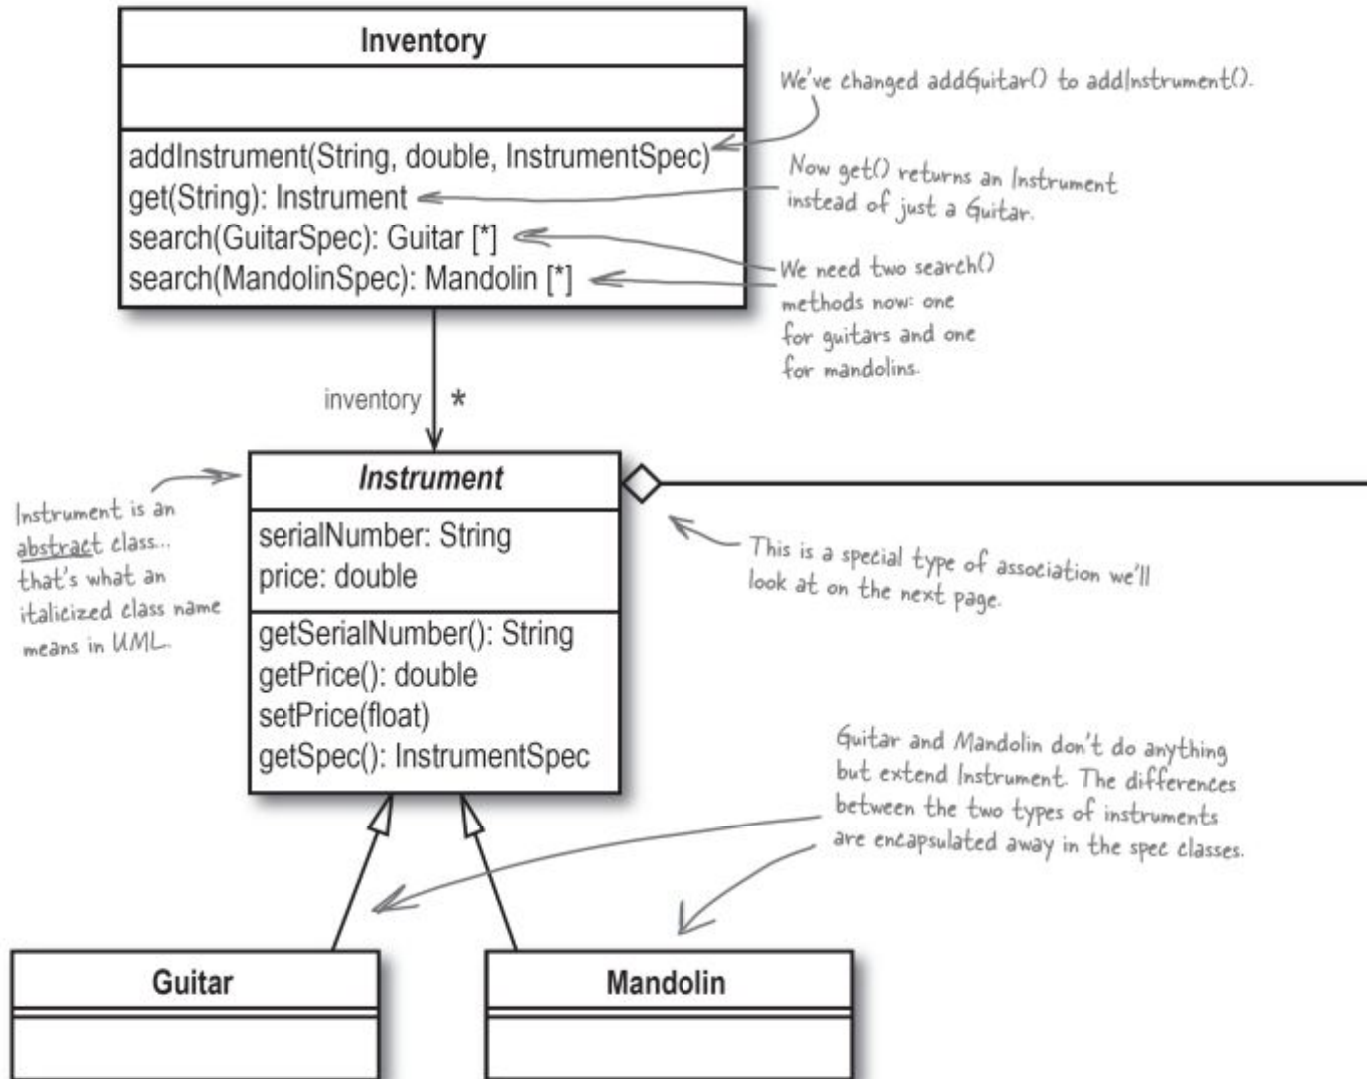 Inventory
addInstrument(String, double, InstrumentSpec)
get(String): Instrument
search(GuitarSpec): Guitar [*]
search(MandolinSpec): Mandolin [*]
We've changed addGuitar() to addInstrument().
Now get() returns an Instrument
instead of just a Guitar.
We need two search()
methods now: one
for guitars and one
for mandolins.
inventory *
Instrument
serialNumber: String
price: double
getSerialNumber(): String
getPrice(): double
setPrice(float)
getSpec(): InstrumentSpec
Instrument is an
abstract class...
that's what an
italicized class name
means in UML.
This is a special type of association we'll
look at on the next page.
Guitar and Mandolin don't do anything
but extend Instrument. The differences
between the two types of instruments
are encapsulated away in the spec classes.
Guitar
Mandolin